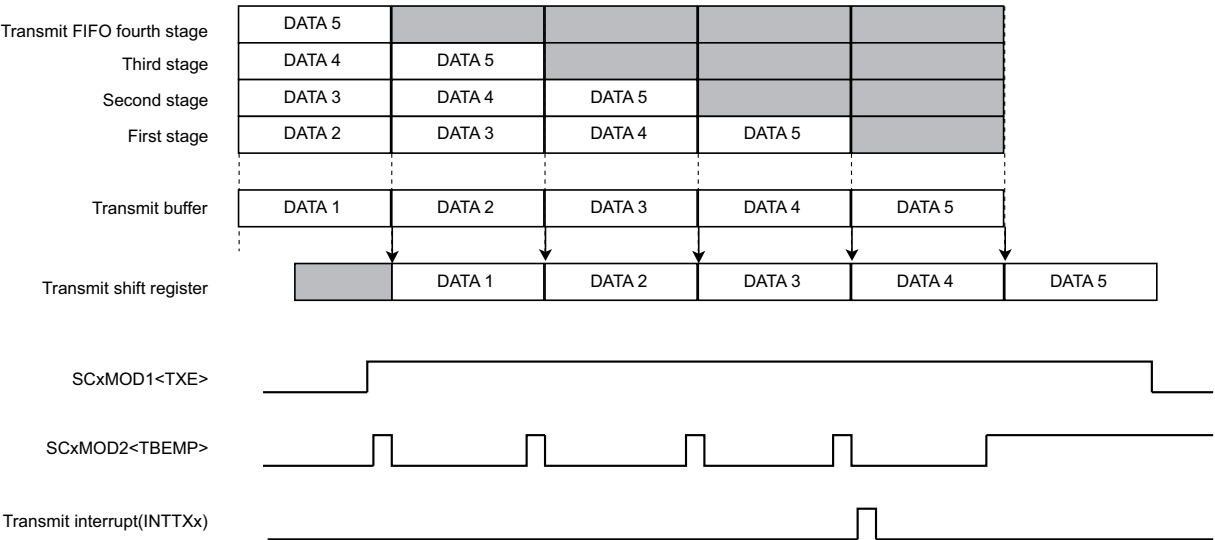 Transmit FIFO fourth stage DATA 5
Third stage DATA 4 DATA 5
Second stage DATA 3 DATA 4 DATA 5
First stage DATA 2 DATA 3 DATA 4 DATA 5
Transmit buffer DATA 1 DATA 2 DATA 3 DATA 4 DATA 5
Transmit shift register DATA 1 DATA 2 DATA 3 DATA 4 DATA 5
SCxMOD1<TXE>
SCxMOD2<TBEMP>
Transmit interrupt(INTTXx)